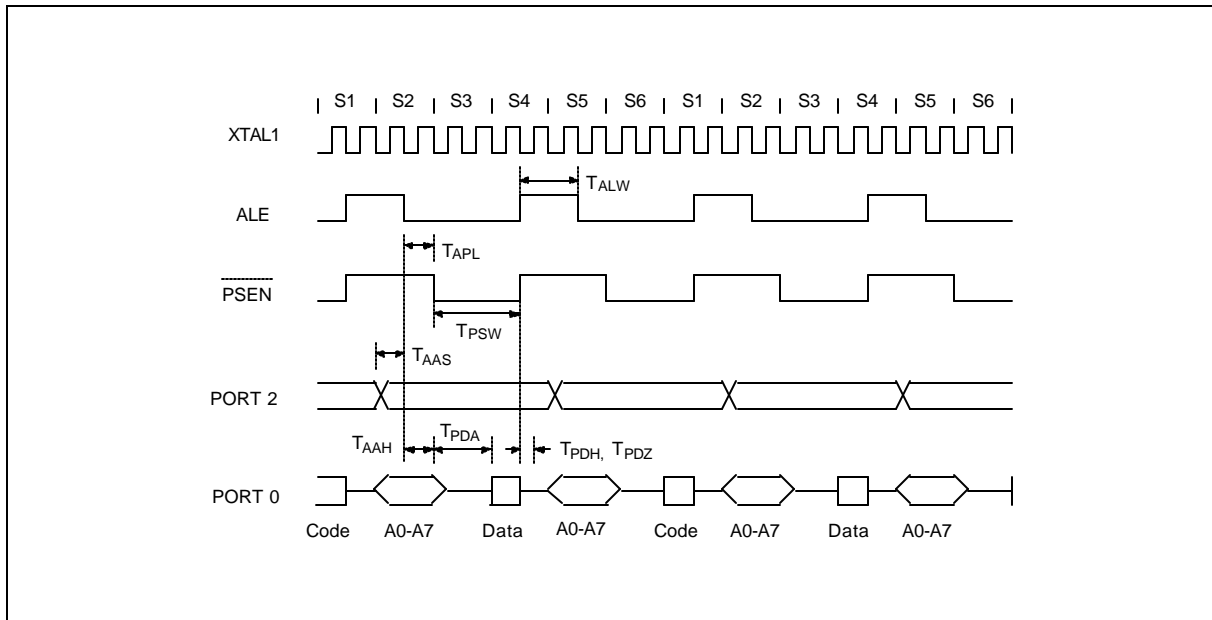 S1 S2 S3 S4 S5 S6 S1 S2 S3 S4 S5 S6
XTAL1
TALW
ALE
TAPL
PSEN
TPSW
TAAS
PORT 2
TAAH TPDA TPDH, TPDZ
PORT 0
Code A0-A7 Data A0-A7 Code A0-A7 Data A0-A7